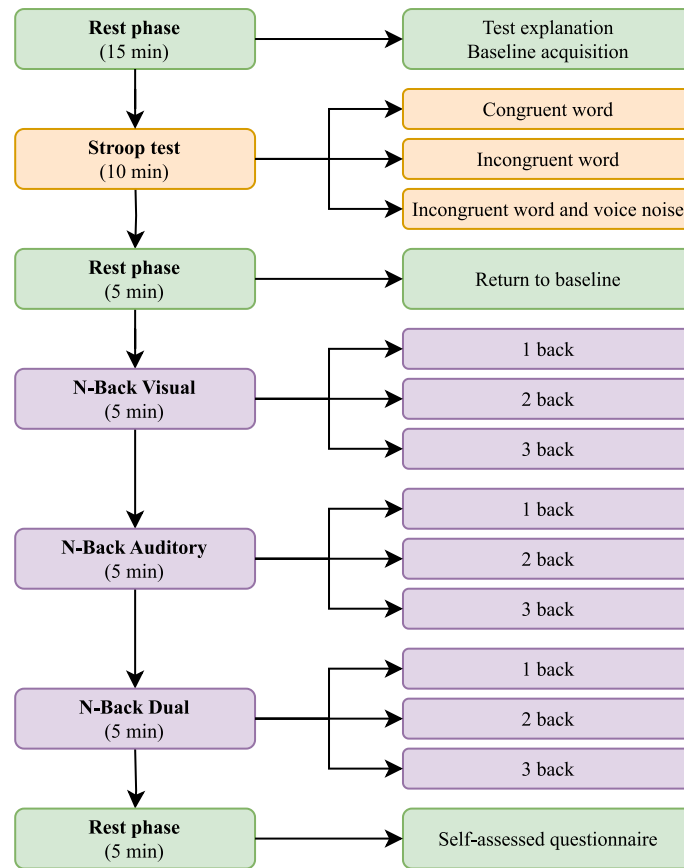 Rest phase
(15 min)
Test explanation
Baseline acquisition
Stroop test
(10 min)
Congruent word
Incongruent word
Incongruent word and voice noise
Rest phase
(5 min)
Return to baseline
N-Back Visual
(5 min)
1 back
2 back
3 back
N-Back Auditory
(5 min)
1 back
2 back
3 back
N-Back Dual
(5 min)
1 back
2 back
3 back
Rest phase
(5 min)
Self-assessed questionnaire